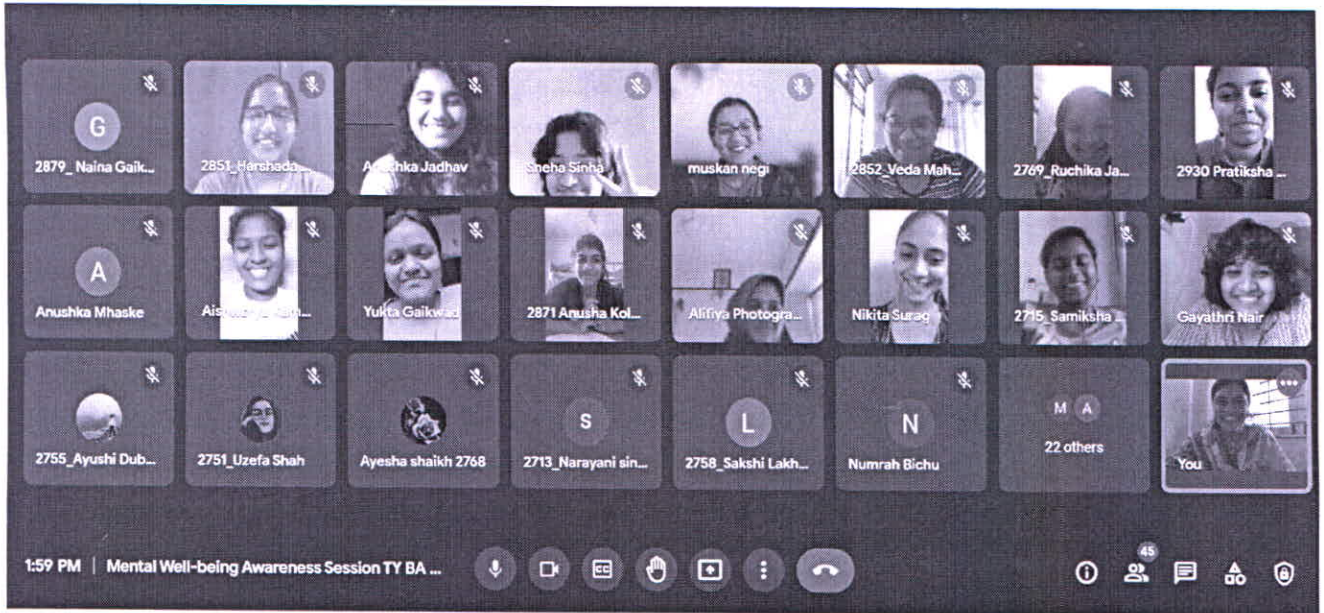 G
2879_ Naina Gaik...
2851_Harshada ...
Anushka Jadhav
Sneha Sinha
muskan negi
2852_Veda Mah...
2769_Ruchika Ja...
2930 Pratiksha ...
A
Anushka Mhaske
Yukta Gaikwad
2871 Anusha Kol...
Alifiya Photogra...
Nikita Surag
2715_Samiksha ...
Gayathri Nair
2755_Ayushi Dub...
2751_Uzefa Shah
Ayesha shaikh 2768
S
2713_Narayani sin...
L
2758_Sakshi Lakh...
N
Numrah Bichu
M A
22 others
You
1:59 PM | Mental Well-being Awareness Session TY BA ...
CC
45